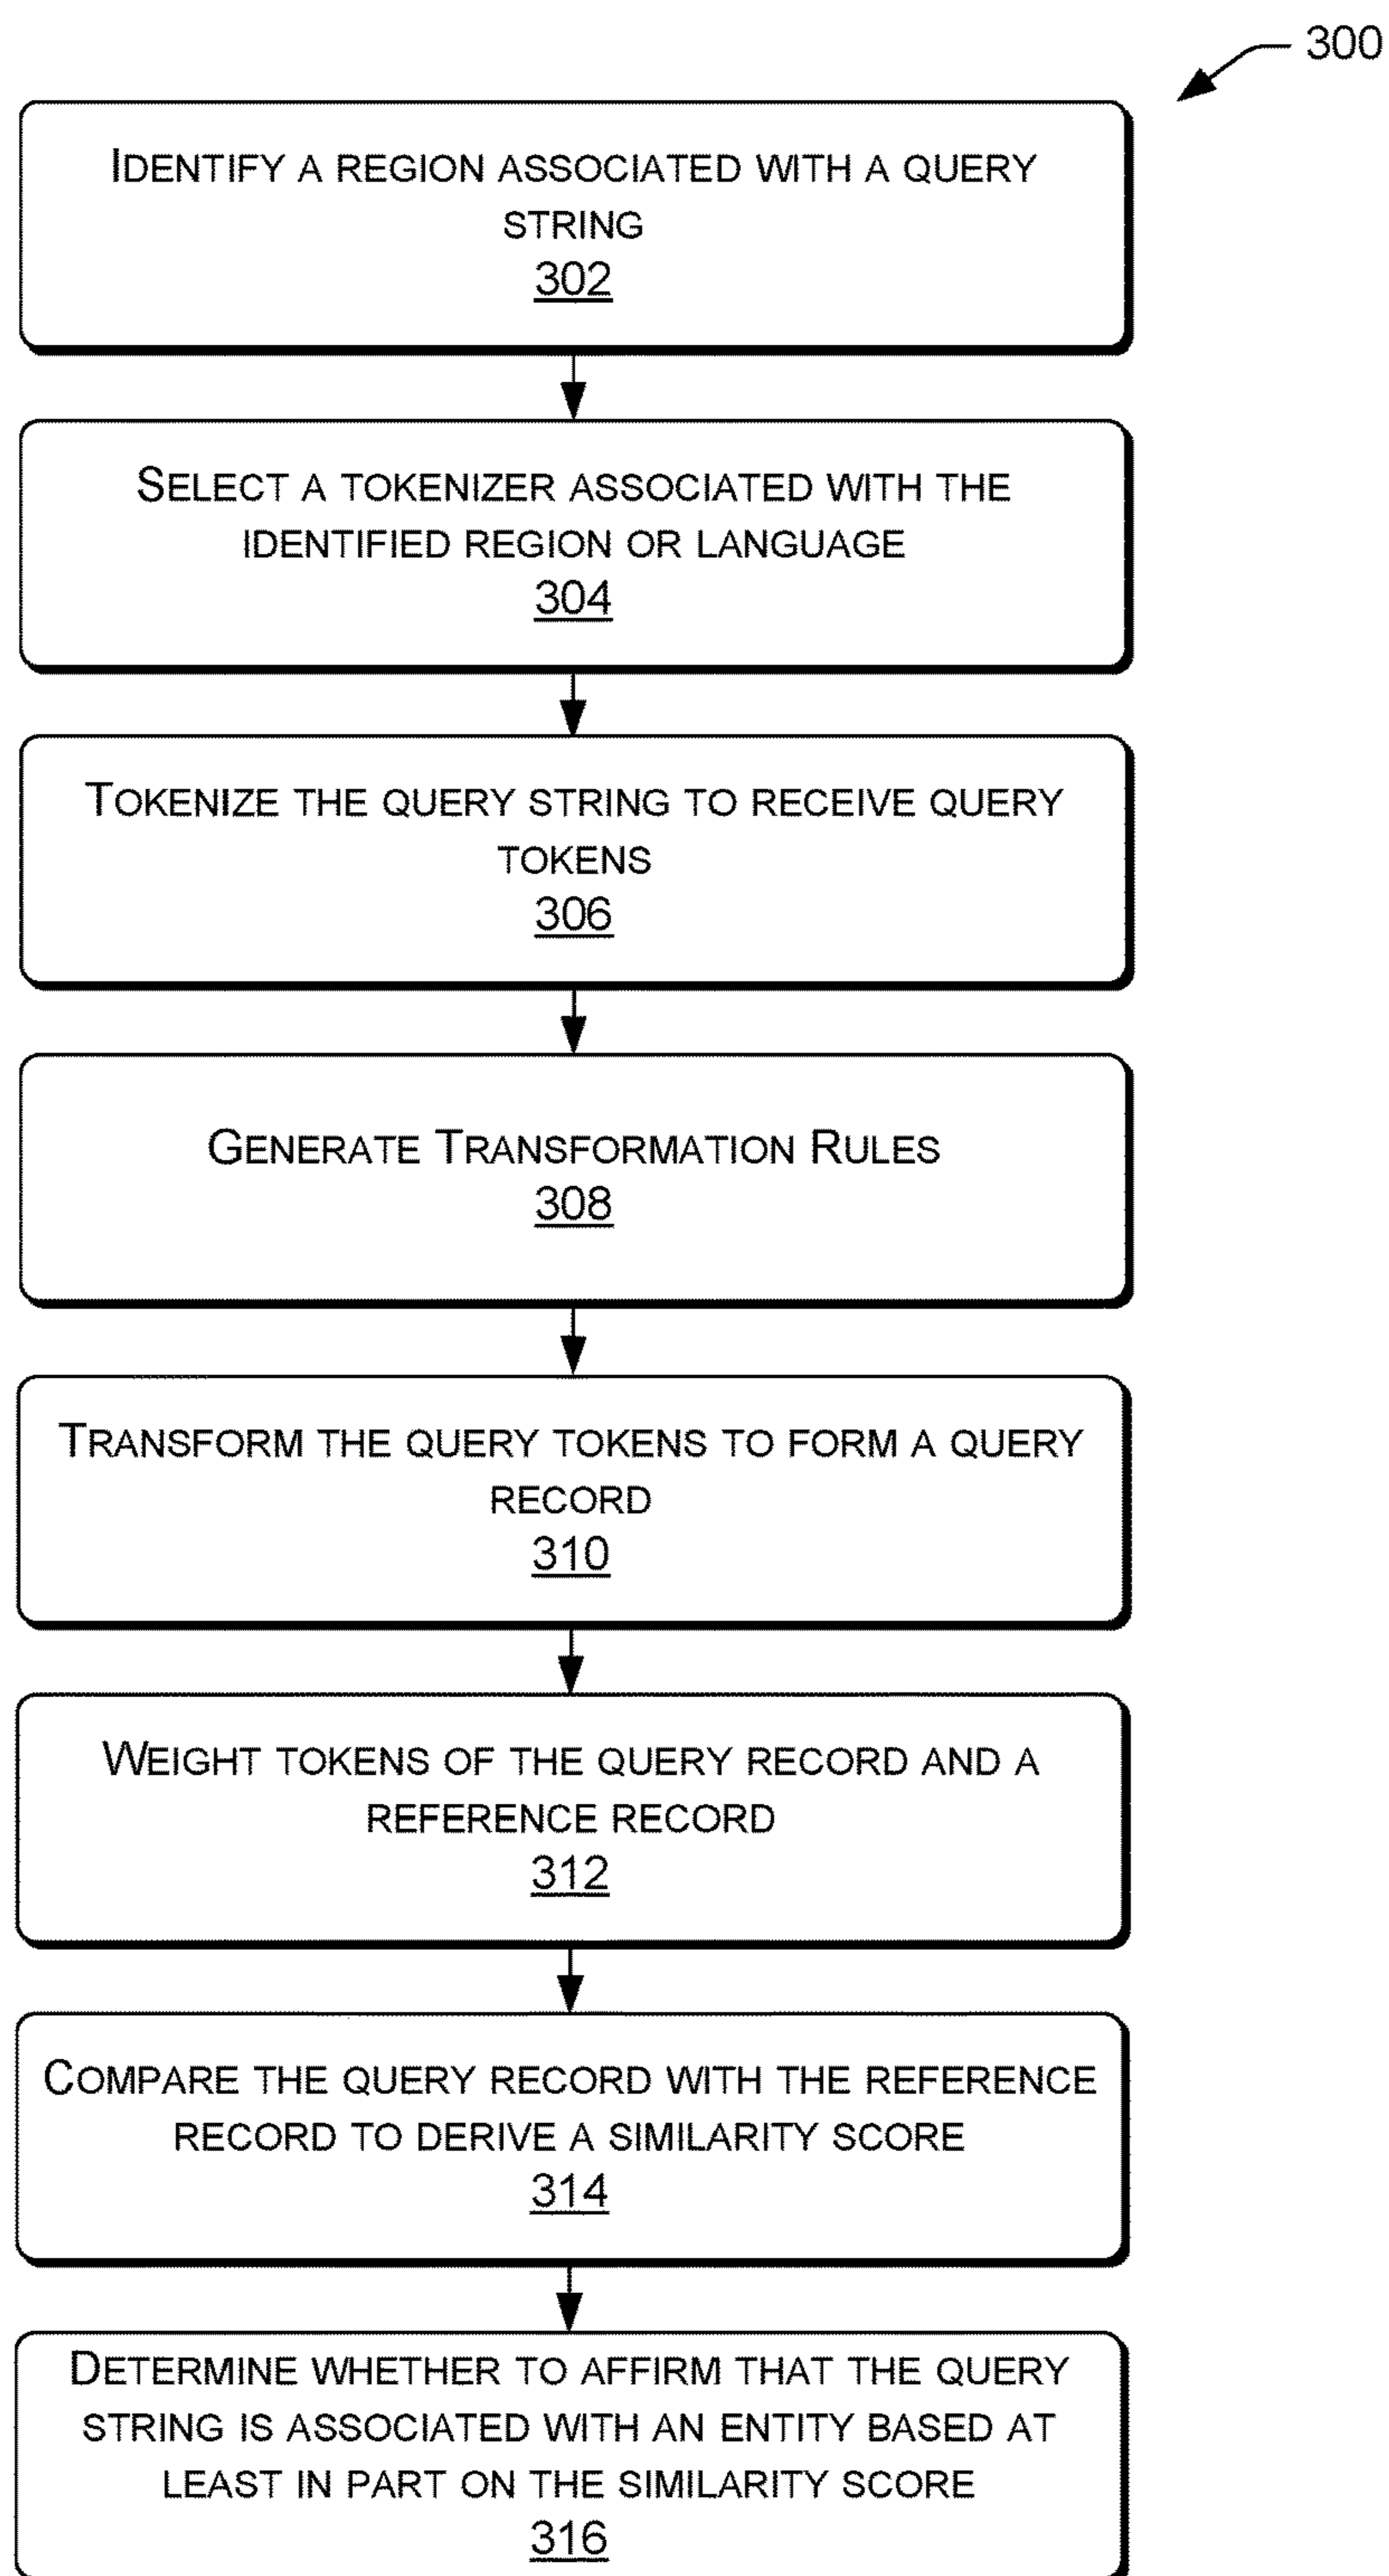 300
IDENTIFY A REGION ASSOCIATED WITH A QUERY
STRING
302
SELECT A TOKENIZER ASSOCIATED WITH THE
IDENTIFIED REGION OR LANGUAGE
304
TOKENIZE THE QUERY STRING TO RECEIVE QUERY
TOKENS
306
GENERATE TRANSFORMATION RULES
308
TRANSFORM THE QUERY TOKENS TO FORM A QUERY
RECORD
310
WEIGHT TOKENS OF THE QUERY RECORD AND A
REFERENCE RECORD
312
COMPARE THE QUERY RECORD WITH THE REFERENCE
RECORD TO DERIVE A SIMILARITY SCORE
314
DETERMINE WHETHER TO AFFIRM THAT THE QUERY
STRING IS ASSOCIATED WITH AN ENTITY BASED AT
LEAST IN PART ON THE SIMILARITY SCORE
316